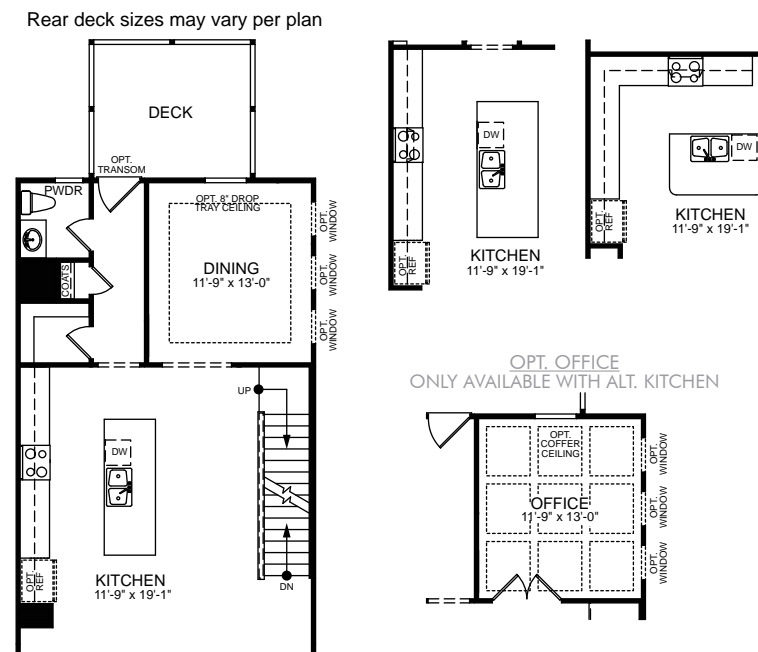 Rear deck sizes may vary per plan
DECK
OPT.
TRANSOM
PWDR
OPT. 8" DROP
TRAY CEILING
OPT.
WINDOW
COATS
DINING
11'-9" x 13'-0"
OPT.
WINDOW
OPT.
WINDOW
UP
DW
OPT.
REF
KITCHEN
11'-9" x 19'-1"
DN
DW
KITCHEN
11'-9" x 19'-1"
OPT.
REF
DW
OPT.
REF
KITCHEN
11'-9" x 19'-1"
OPT. OFFICE
ONLY AVAILABLE WITH ALT. KITCHEN
OPT.
COFFER
CEILING
OPT.
WINDOW
OFFICE
11'-9" x 13'-0"
OPT.
WINDOW
OPT.
WINDOW